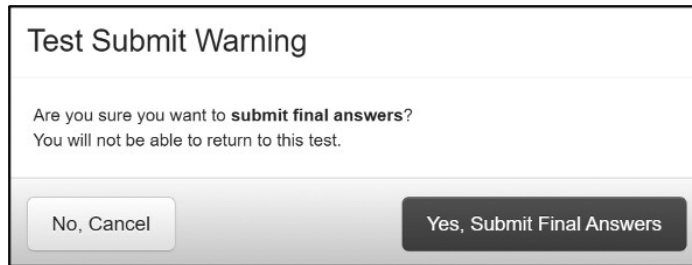 Test Submit Warning
Are you sure you want to submit final answers?
You will not be able to return to this test.
No, Cancel
Yes, Submit Final Answers